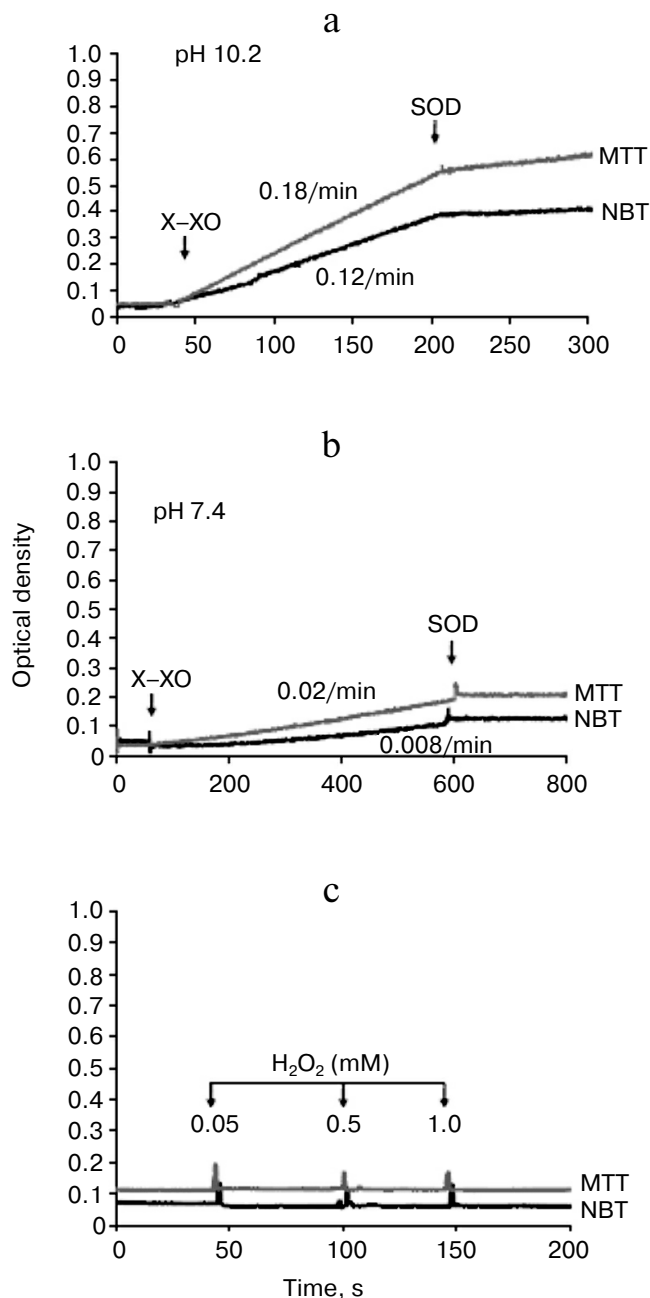 a
1.0
0.9
0.8
0.7
0.6
0.5
0.4
0.3
0.2
0.1
0
pH 10.2
SOD
X–XO
0.18/min
0.12/min
MTT
NBT
0 50 100 150 200 250 300
b
1.0
0.9
0.8
0.7
0.6
0.5
0.4
0.3
0.2
0.1
0
pH 7.4
Optical density
SOD
X–XO
0.02/min
0.008/min
MTT
NBT
0 200 400 600 800
c
1.0
0.9
0.8
0.7
0.6
0.5
0.4
0.3
0.2
0.1
0
H₂O₂ (mM)
0.05 0.5 1.0
MTT
NBT
0 50 100 150 200
Time, s